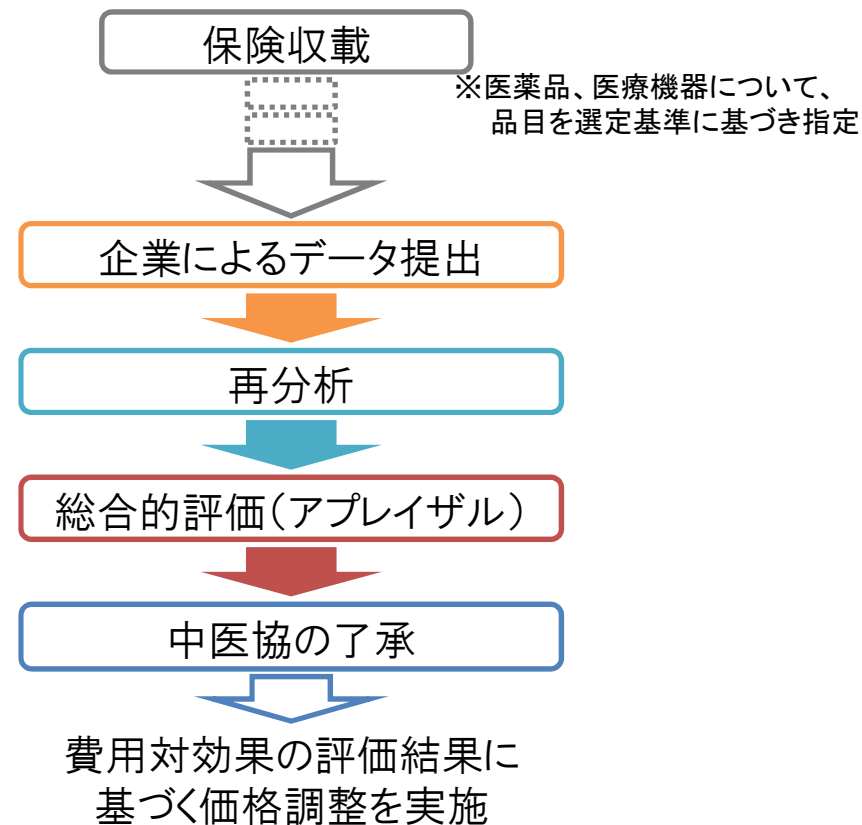 保険収載
※医薬品、医療機器について、
品目を選定基準に基づき指定
企業によるデータ提出
再分析
総合的評価(アプレイザル)
中医協の了承
費用対効果の評価結果に
基づく価格調整を実施